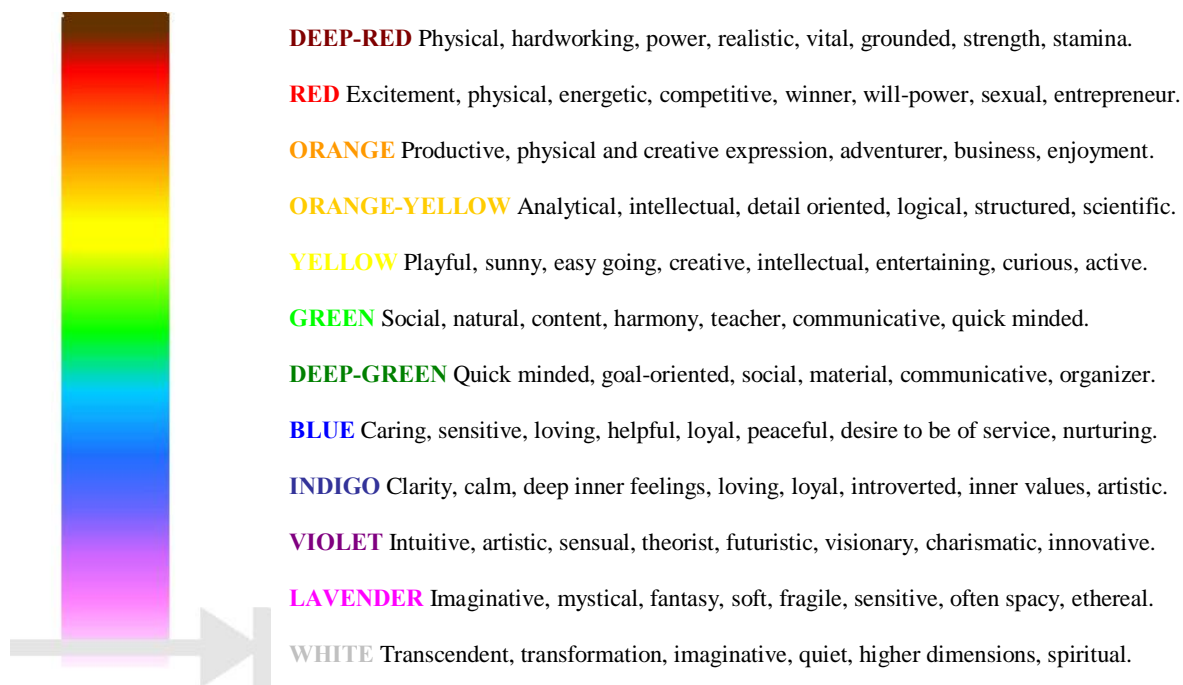 DEEP-RED Physical, hardworking, power, realistic, vital, grounded, strength, stamina.
RED Excitement, physical, energetic, competitive, winner, will-power, sexual, entrepreneur.
ORANGE Productive, physical and creative expression, adventurer, business, enjoyment.
ORANGE-YELLOW Analytical, intellectual, detail oriented, logical, structured, scientific.
YELLOW Playful, sunny, easy going, creative, intellectual, entertaining, curious, active.
GREEN Social, natural, content, harmony, teacher, communicative, quick minded.
DEEP-GREEN Quick minded, goal-oriented, social, material, communicative, organizer.
BLUE Caring, sensitive, loving, helpful, loyal, peaceful, desire to be of service, nurturing.
INDIGO Clarity, calm, deep inner feelings, loving, loyal, introverted, inner values, artistic.
VIOLET Intuitive, artistic, sensual, theorist, futuristic, visionary, charismatic, innovative.
LAVENDER Imaginative, mystical, fantasy, soft, fragile, sensitive, often spacy, ethereal.
WHITE Transcendent, transformation, imaginative, quiet, higher dimensions, spiritual.